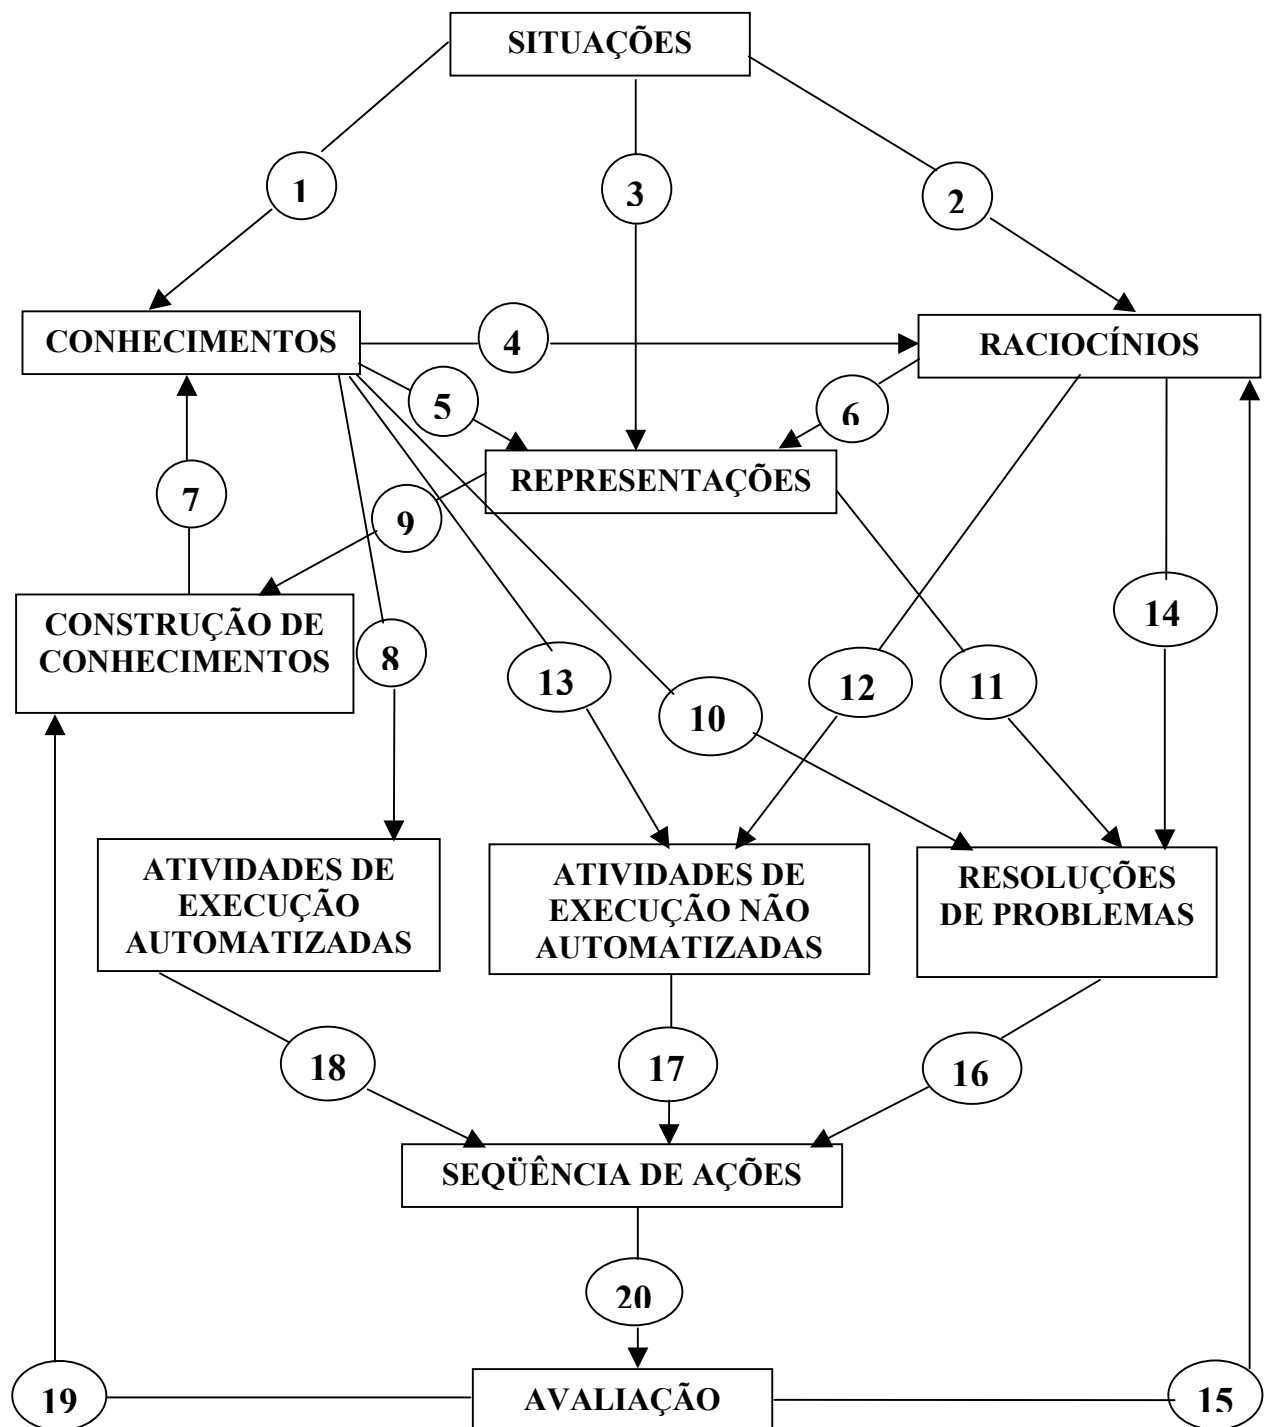 SITUAÇÕES
1
3
2
CONHECIMENTOS
4
RACIOCÍNIOS
5
6
REPRESENTAÇÕES
7
9
CONSTRUÇÃO DE
CONHECIMENTOS
8
13
10
12
11
14
ATIVIDADES DE
EXECUÇÃO
AUTOMATIZADAS
ATIVIDADES DE
EXECUÇÃO NÃO
AUTOMATIZADAS
RESOLUÇÕES
DE PROBLEMAS
18
17
16
SEQÜÊNCIA DE AÇÕES
20
19
AVALIAÇÃO
15